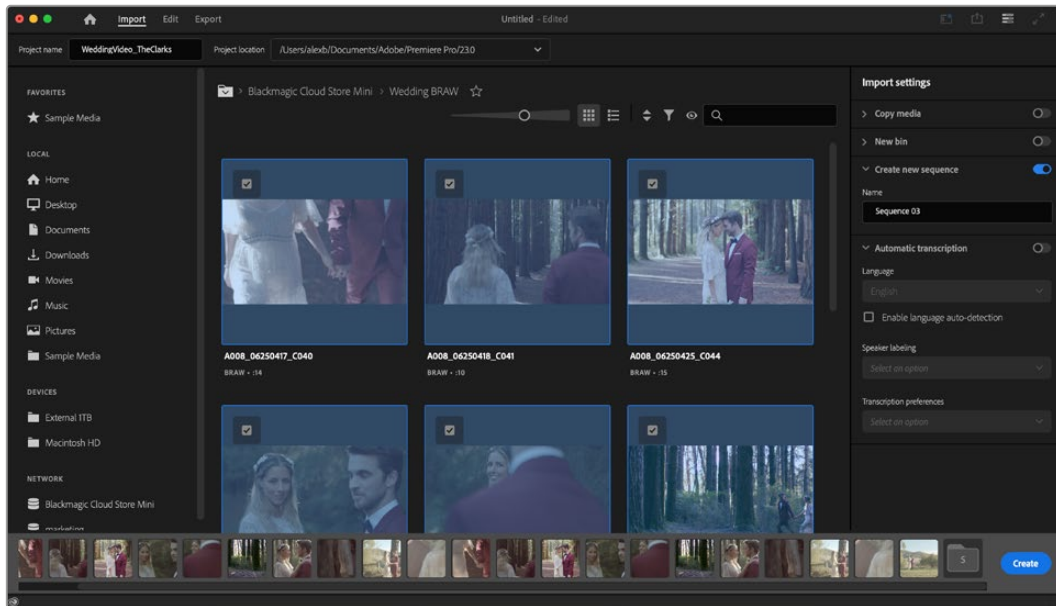 Import
Edit
Export
Untitled - Edited
Project name
WeddingVideo_TheClarks
Project location
/Users/alexb/Documents/Adobe/Premiere Pro/23.0
FAVORITES
Sample Media
LOCAL
Home
Desktop
Documents
Downloads
Movies
Music
Pictures
Sample Media
DEVICES
External 1TB
Macintosh HD
NETWORK
Blackmagic Cloud Store Mini
marketing
Blackmagic Cloud Store Mini > Wedding BRAW
A008_06250417_C040
BRAW • :14
A008_06250418_C041
BRAW • :10
A008_06250425_C044
BRAW • :15
Import settings
Copy media
New bin
Create new sequence
Name
Sequence 03
Automatic transcription
Language
English
Enable language auto-detection
Speaker labeling
Select an option
Transcription preferences
Select an option
S
Create